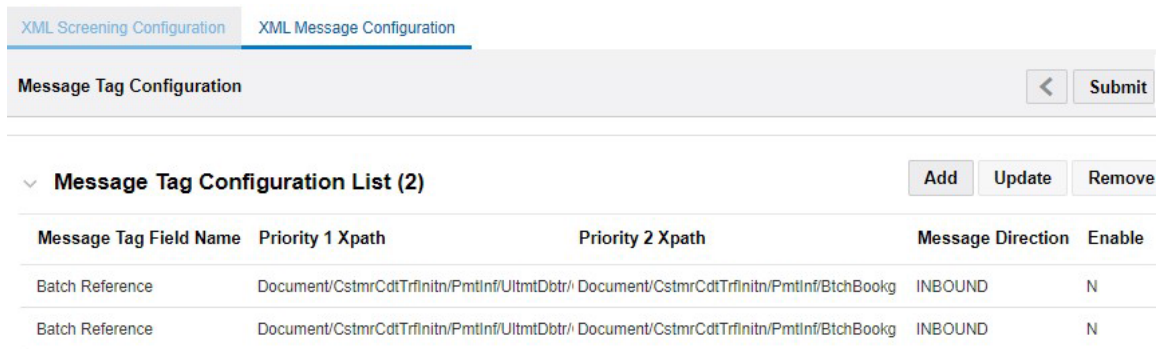 XML Screening Configuration XML Message Configuration
Message Tag Configuration Submit
Message Tag Configuration List (2) Add Update Remove
Message Tag Field Name Priority 1 Xpath Priority 2 Xpath Message Direction Enable
Batch Reference Document/CstmrCdtTrfInitn/PmtInf/UltmtDbtr/ Document/CstmrCdtTrfInitn/PmtInf/BtchBookg INBOUND N
Batch Reference Document/CstmrCdtTrfInitn/PmtInf/UltmtDbtr/ Document/CstmrCdtTrfInitn/PmtInf/BtchBookg INBOUND N